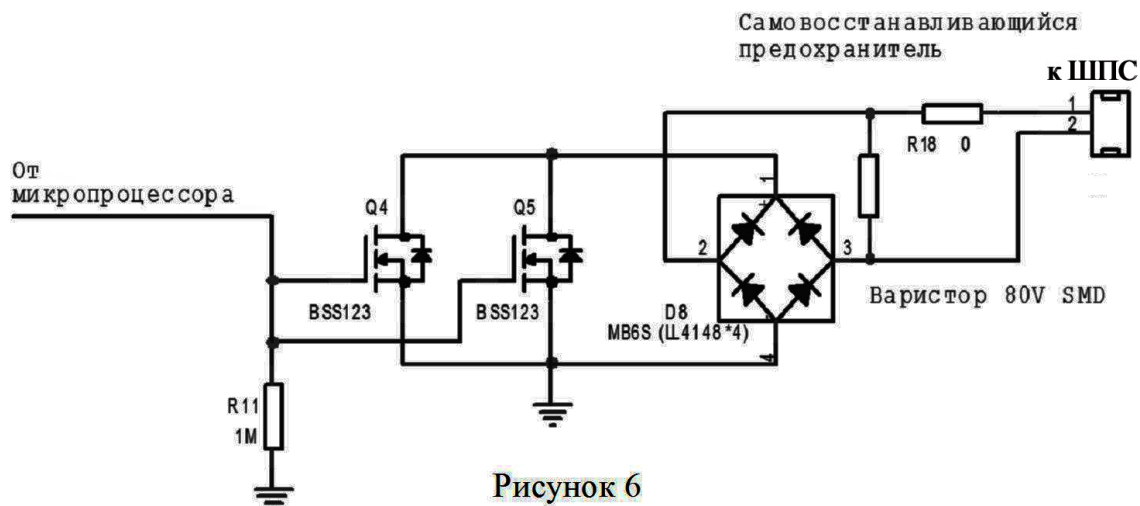 Самовосстанавливающийся
предохранитель
к ШПС
1
2
R18 0
От
микропроцессора
Q4
Q5
1
+
2
3
BSS123
BSS123
D8
MB6S (LL4148*4)
4
Варистор 80V SMD
R11
1M
Рисунок 6